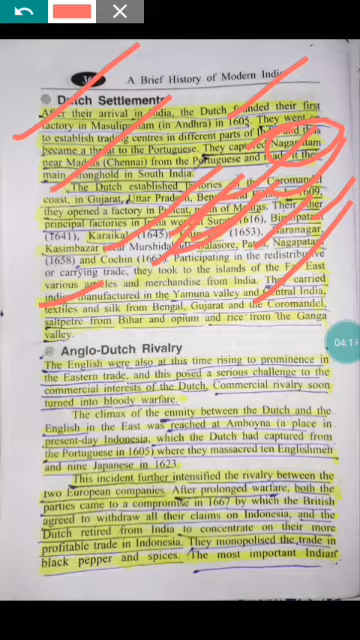 36
A Brief History of Modern India
Dutch Settlements
After their arrival in India, the Dutch founded their first
factory in Masulipatnam (in Andhra) in 1605. They went on
to establish trading centres in different parts of India and thus
became a threat to the Portuguese. They captured Nagapatam
near Madras (Chennai) from the Portuguese and made it their
main stronghold in South India.
The Dutch established factories on the Coromandel
coast, in Gujarat, Uttar Pradesh, Bengal and Bihar. In 1609,
they opened a factory in Pulicat, north of Madras. Their other
principal factories in India were at Surat (1616), Bimlipatam
(1641), Karaikal (1645), (1653), Baranagar,
Kasimbazar near Murshidabad, Balasore, Patna, Nagapatam
(1658) and Cochin (1663). Participating in the redistributive
or carrying trade, they took to the islands of the Far East
various articles and merchandise from India. They carried
indigo manufactured in the Yamuna valley and Central India,
textiles and silk from Bengal, Gujarat and the Coromandel,
saltpetre from Bihar and opium and rice from the Ganga
valley.
Anglo-Dutch Rivalry
The English were also at this time rising to prominence in
the Eastern trade, and this posed a serious challenge to the
commercial interests of the Dutch. Commercial rivalry soon
turned into bloody warfare.
The climax of the enmity between the Dutch and the
English in the East was reached at Amboyna (a place in
present-day Indonesia, which the Dutch had captured from
the Portuguese in 1605) where they massacred ten Englishmen
and nine Japanese in 1623.
This incident further intensified the rivalry between the
two European companies. After prolonged warfare, both the
parties came to a compromise in 1667 by which the British
agreed to withdraw all their claims on Indonesia, and the
Dutch retired from India to concentrate on their more
profitable trade in Indonesia. They monopolised the trade in
black pepper and spices. The most important Indian